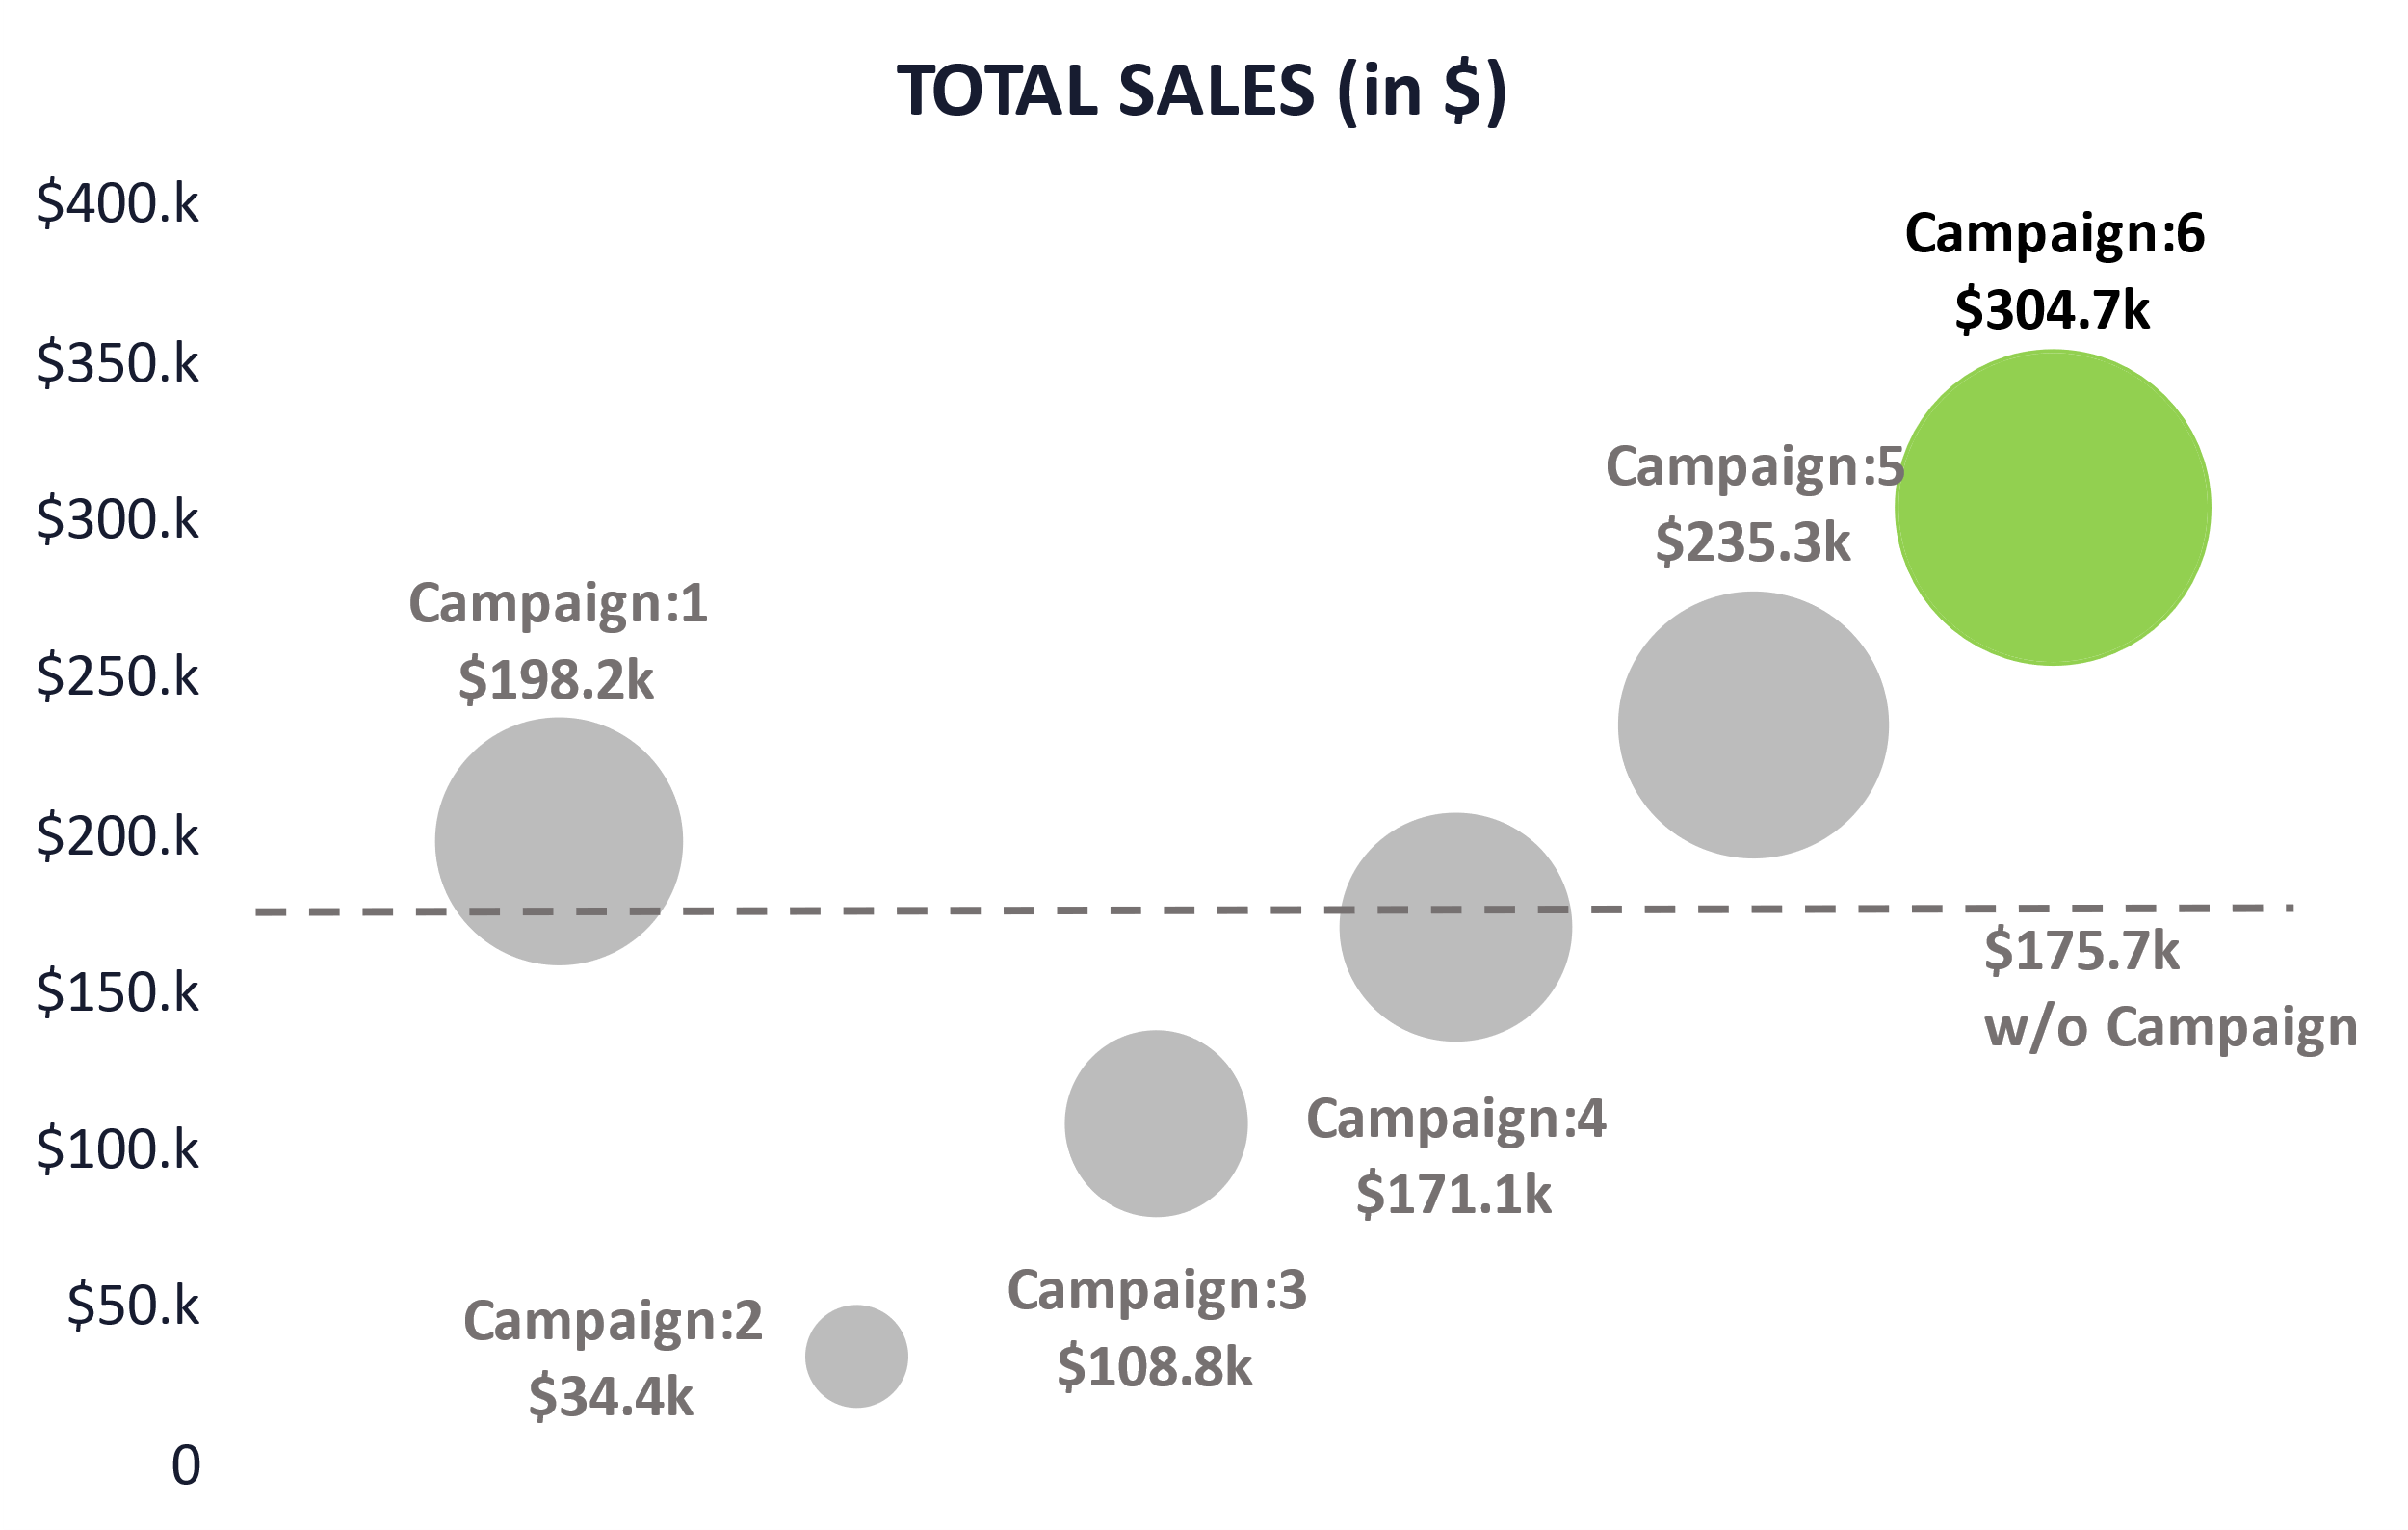 TOTAL SALES (in $)
$400.k
$350.k
$300.k
$250.k
$200.k
$150.k
$100.k
$50.k
0
Campaign:1
$198.2k
Campaign:2
$34.4k
Campaign:3
$108.8k
Campaign:4
$171.1k
Campaign:5
$235.3k
Campaign:6
$304.7k
$175.7k
w/o Campaign